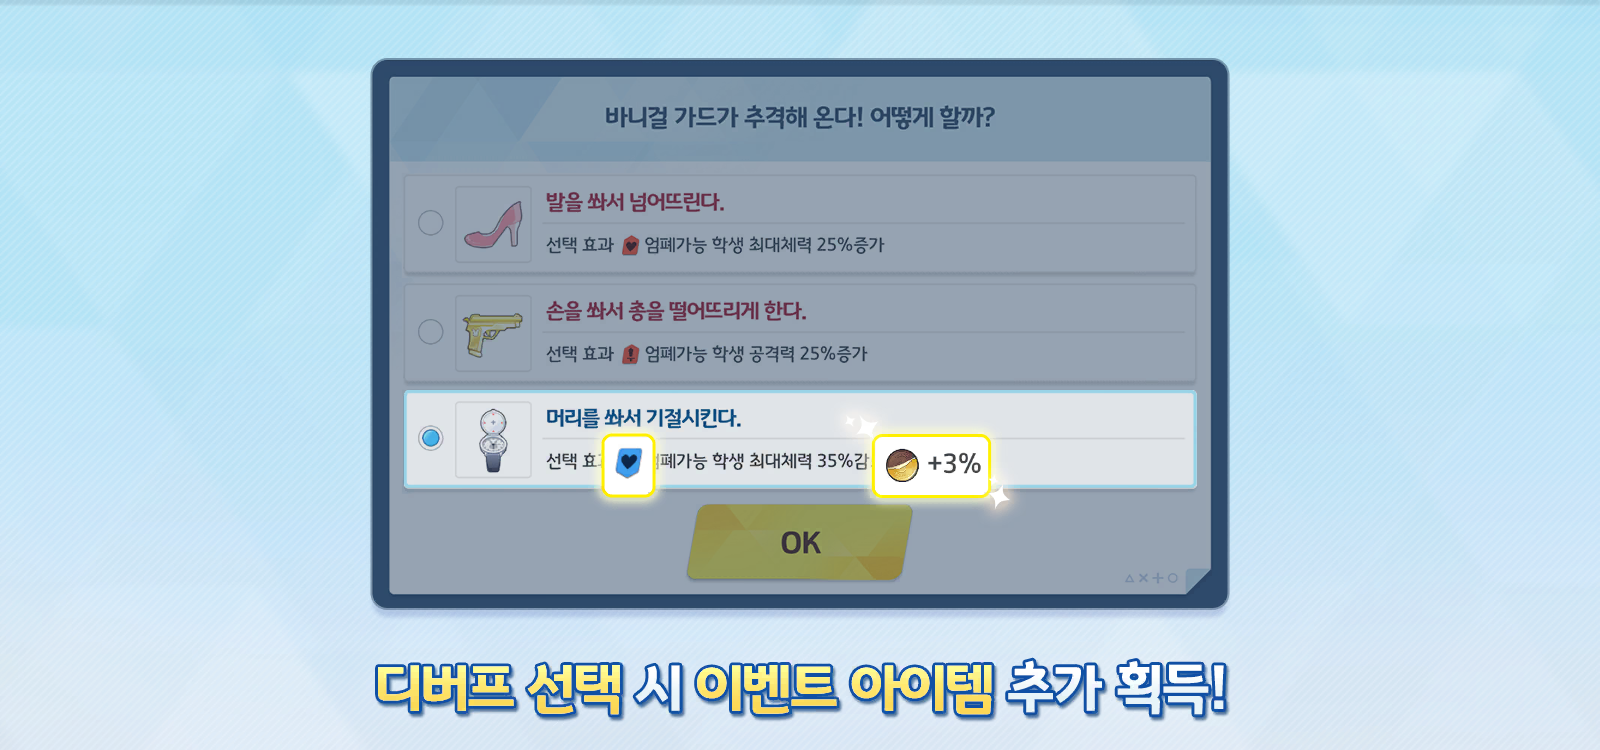 바니걸 가드가 추격해 온다! 어떻게 할까?
발을 쏴서 넘어뜨린다.
선택 효과 엄폐가능 학생 최대체력 25%증가
손을 쏴서 총을 떨어뜨리게 한다.
선택 효과 엄폐가능 학생 공격력 25%증가
머리를 쏴서 기절시킨다.
선택 학생 최대체력 35% +3%
OK
디버프 선택 시 이벤트 아이템 추가 획득!